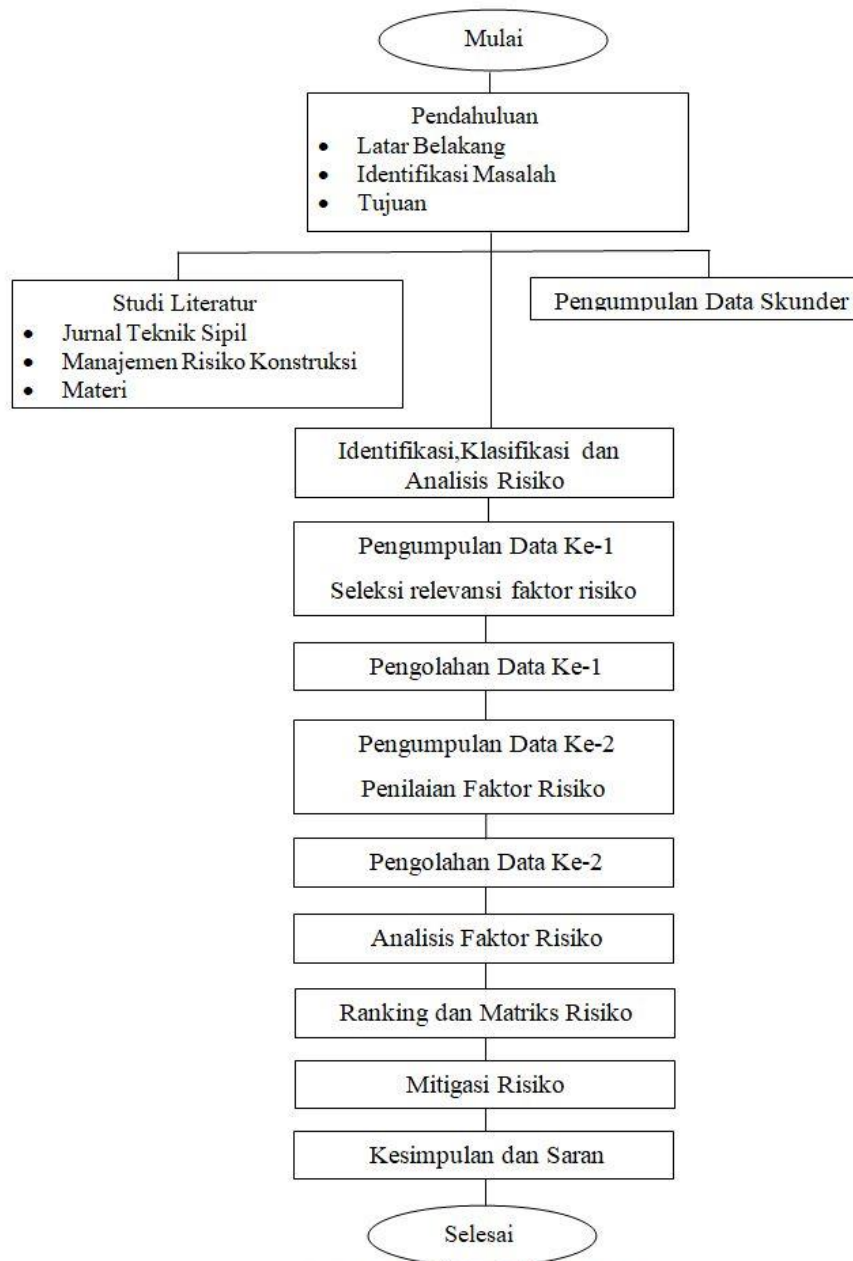 Mulai
Pendahuluan
• Latar Belakang
• Identifikasi Masalah
• Tujuan
Studi Literatur
• Jurnal Teknik Sipil
• Manajemen Risiko Konstruksi
• Materi
Pengumpulan Data Skunder
Identifikasi,Klasifikasi dan
Analisis Risiko
Pengumpulan Data Ke-1
Seleksi relevansi faktor risiko
Pengolahan Data Ke-1
Pengumpulan Data Ke-2
Penilaian Faktor Risiko
Pengolahan Data Ke-2
Analisis Faktor Risiko
Ranking dan Matriks Risiko
Mitigasi Risiko
Kesimpulan dan Saran
Selesai